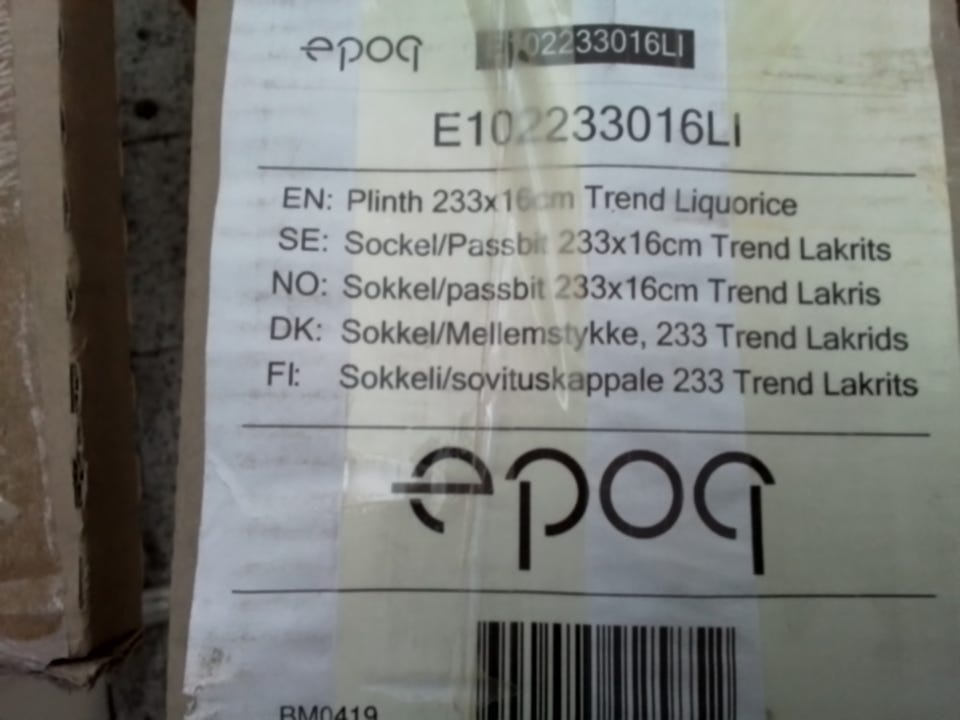 epoq E102233016LI
E102233016LI
EN: Plinth 233x16cm Trend Liquorice
SE: Sockel/Passbit 233x16cm Trend Lakrits
NO: Sokkel/passbit 233x16cm Trend Lakris
DK: Sokkel/Mellemstykke, 233 Trend Lakrids
FI: Sokkeli/sovituskappale 233 Trend Lakrits
epoq
BM0419